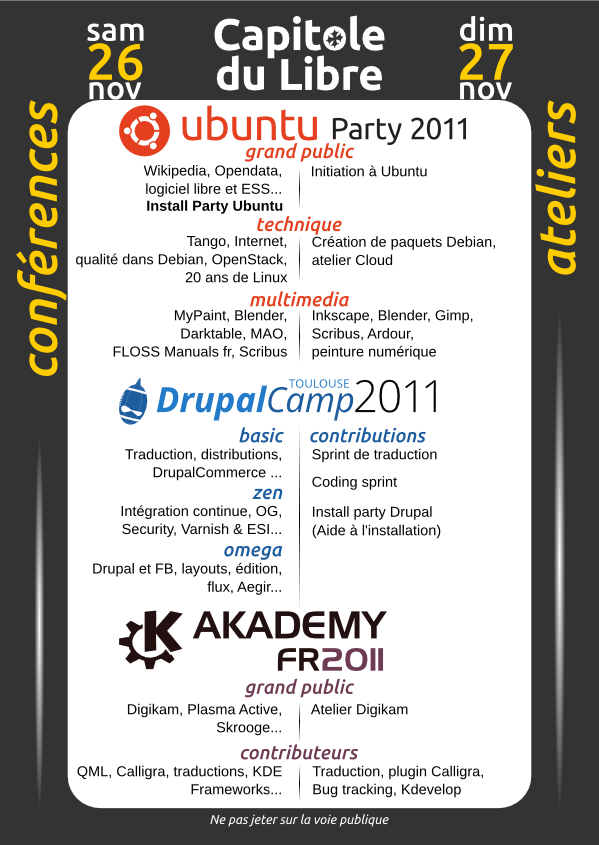 sam
26
nov
Capitole
du Libre
dim
27
nov
conférences
ateliers
ubuntu Party 2011
grand public
Wikipedia, Opendata,
logiciel libre et ESS...
Install Party Ubuntu
Initiation à Ubuntu
technique
Tango, Internet,
qualité dans Debian, OpenStack,
20 ans de Linux
Création de paquets Debian,
atelier Cloud
multimedia
MyPaint, Blender,
Darktable, MAO,
FLOSS Manuals fr, Scribus
Inkscape, Blender, Gimp,
Scribus, Ardour,
peinture numérique
TOULOUSE
DrupalCamp2011
basic
Traduction, distributions,
DrupalCommerce ...
zen
Intégration continue, OG,
Security, Varnish & ESI...
omega
Drupal et FB, layouts, édition,
flux, Aegir...
contributions
Sprint de traduction
Coding sprint
Install party Drupal
(Aide à l'installation)
K AKADEMY
FR2011
grand public
Digikam, Plasma Active,
Skrooge...
Atelier Digikam
contributeurs
QML, Calligra, traductions, KDE
Frameworks...
Traduction, plugin Calligra,
Bug tracking, Kdevelop
Ne pas jeter sur la voie publique